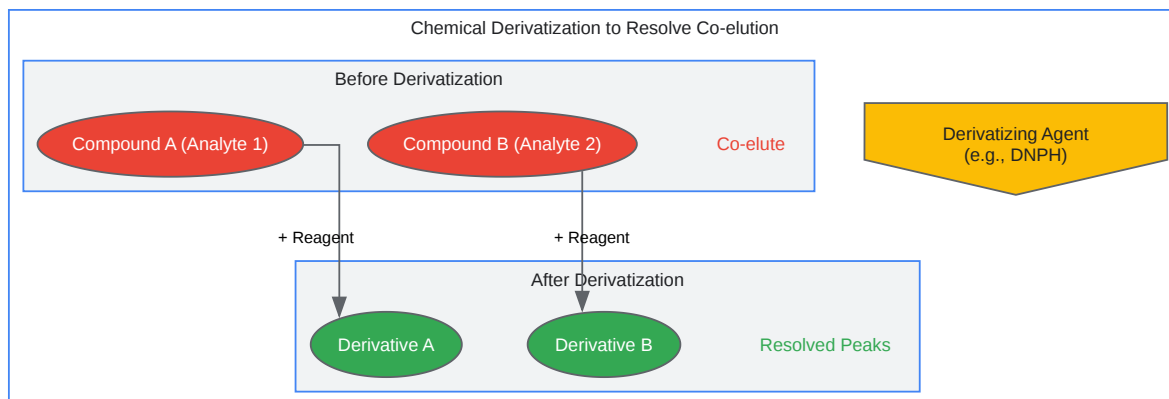 Chemical Derivatization to Resolve Co-elution
Before Derivatization
Compound A (Analyte 1)
Compound B (Analyte 2)
Co-elute
Derivatizing Agent
(e.g., DNPH)
+ Reagent
+ Reagent
After Derivatization
Derivative A
Derivative B
Resolved Peaks